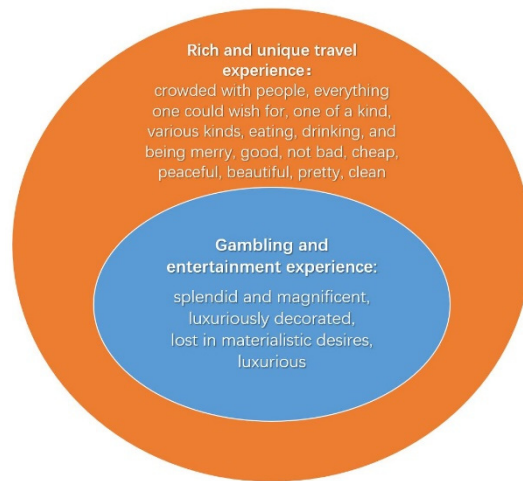 Rich and unique travel
experience:
crowded with people, everything
one could wish for, one of a kind,
various kinds, eating, drinking, and
being merry, good, not bad, cheap,
peaceful, beautiful, pretty, clean
Gambling and
entertainment experience:
splendid and magnificent,
luxuriously decorated,
lost in materialistic desires,
luxurious